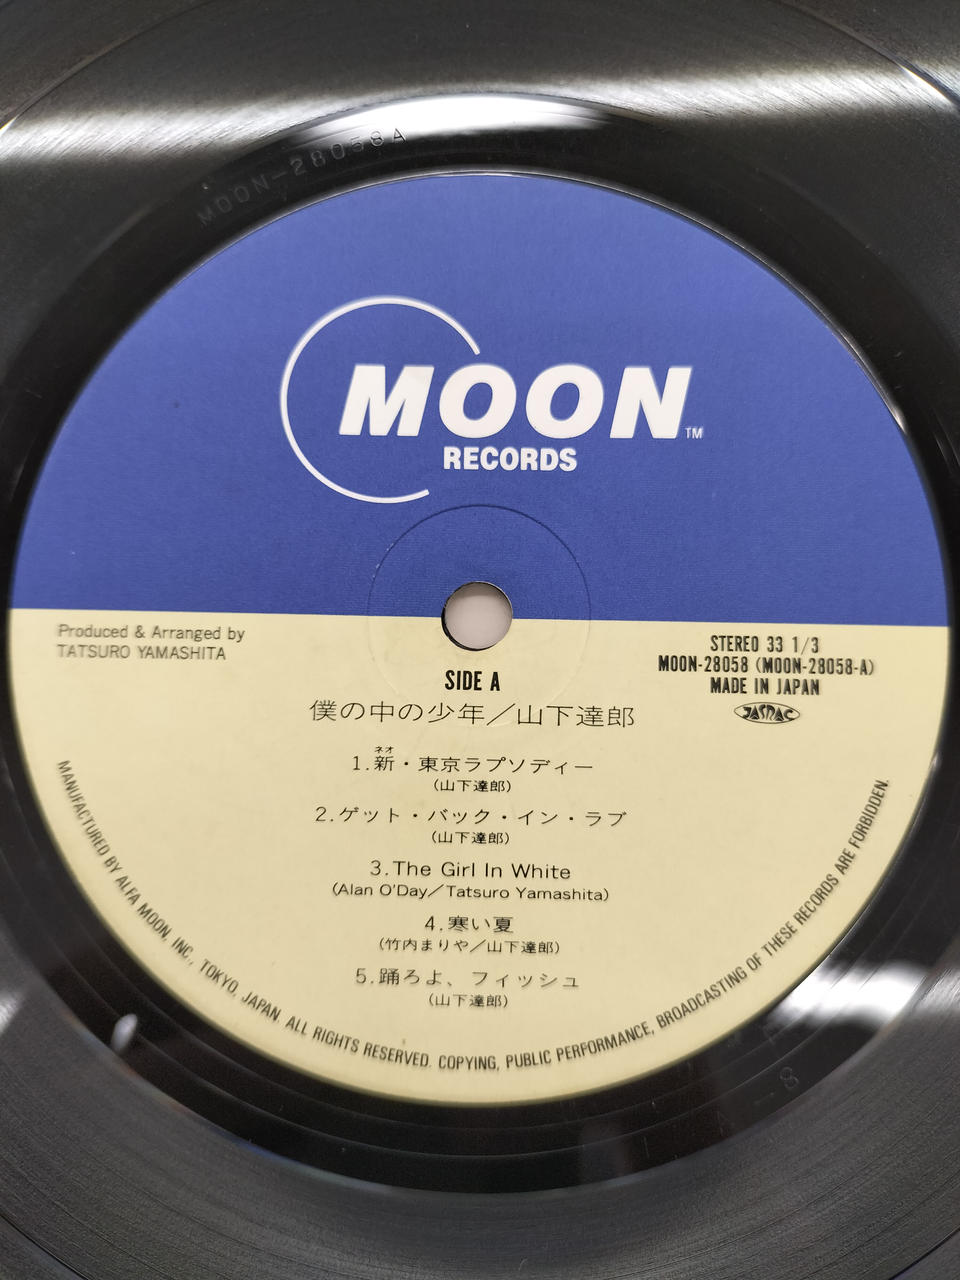 MOON-28058A
MOON TM
RECORDS
Produced & Arranged by
TATSURO YAMASHITA
STEREO 33 1/3
MOON-28058 (MOON-28058-A)
MADE IN JAPAN
JASRAC
SIDE A
僕の中の少年／山下達郎
ネオ
1.新・東京ラプソディー
(山下達郎)
2.ゲット・バック・イン・ラブ
(山下達郎)
3.The Girl In White
(Alan O'Day／Tatsuro Yamashita)
4.寒い夏
(竹内まりや／山下達郎)
5.踊ろよ、フィッシュ
(山下達郎)
MANUFACTURED BY ALFA MOON, INC., TOKYO, JAPAN. ALL RIGHTS RESERVED. COPYING, PUBLIC PERFORMANCE, BROADCASTING OF THESE RECORDS ARE FORBIDDEN.